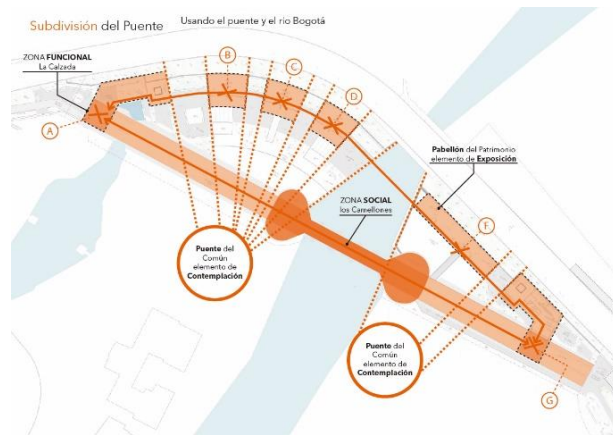 Subdivisión del Puente
Usando el puente y el rio Bogotá
ZONA FUNCIONAL
La Calzada
A
B
C
D
Pabellón del Patrimonio
elemento de Exposición
ZONA SOCIAL
los Camellones
F
Puente del
Común
elemento de
Contemplación
Puente del
Común
elemento de
Contemplación
G